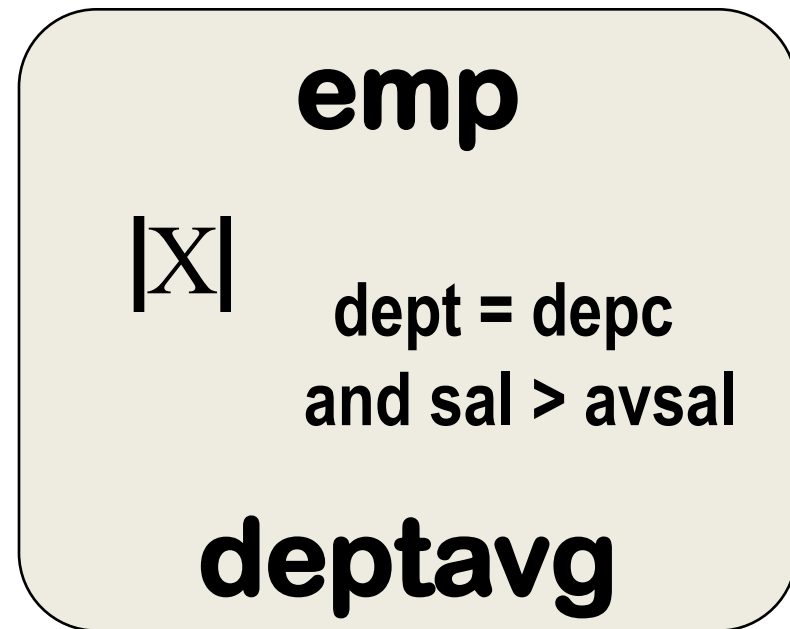 emp
|X|
dept = depc
and sal > avsal
deptavg